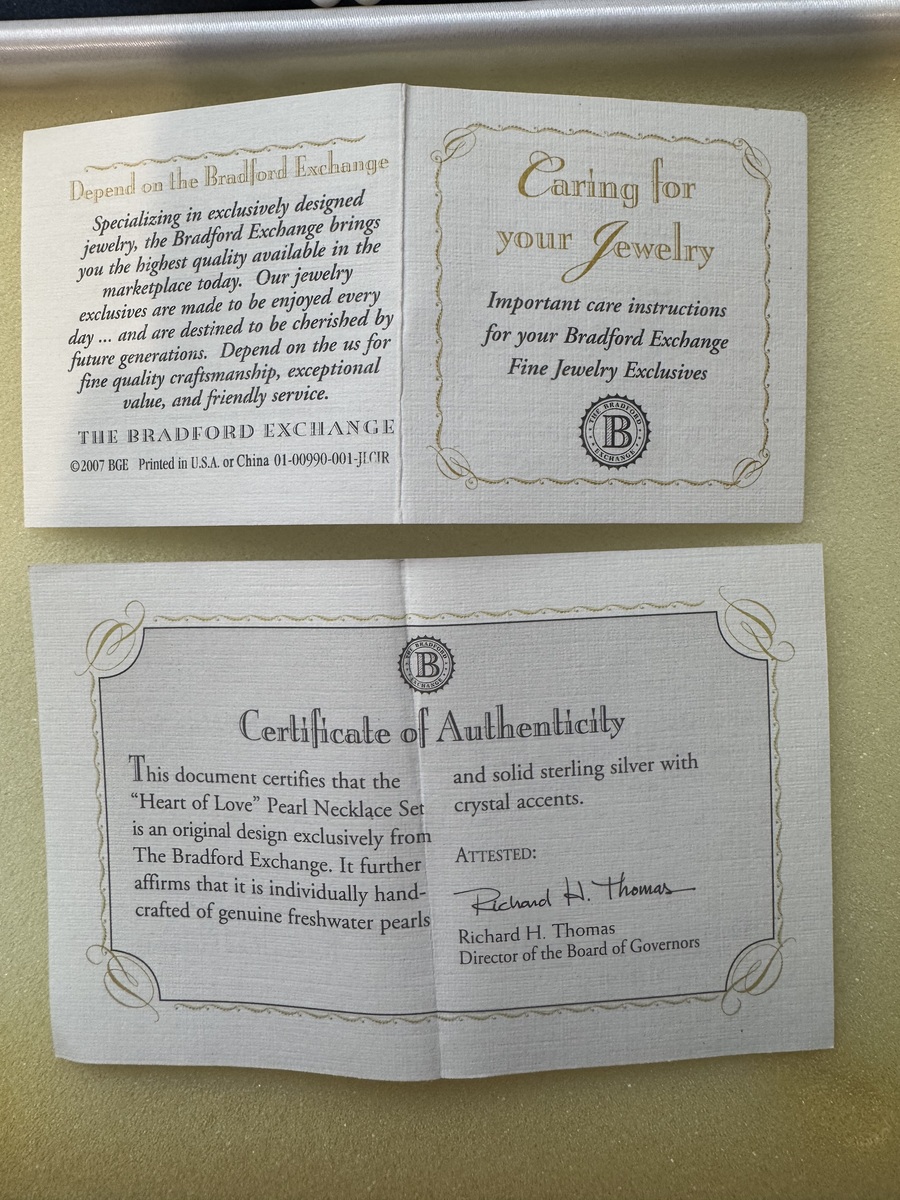 Depend on the Bradford Exchange
Specializing in exclusively designed
jewelry, the Bradford Exchange brings
you the highest quality available in the
marketplace today. Our jewelry
exclusives are made to be enjoyed every
day ... and are destined to be cherished by
future generations. Depend on the us for
fine quality craftsmanship, exceptional
value, and friendly service.
THE BRADFORD EXCHANGE
©2007 BGE Printed in U.S.A. or China 01-00990-001-JLCIR
Caring for
your Jewelry
Important care instructions
for your Bradford Exchange
Fine Jewelry Exclusives
THE BRADFORD
B
EXCHANGE
THE BRADFORD
B
EXCHANGE
Certificate of Authenticity
This document certifies that the
“Heart of Love” Pearl Necklace Set
is an original design exclusively from
The Bradford Exchange. It further
affirms that it is individually hand-
crafted of genuine freshwater pearls
and solid sterling silver with
crystal accents.
ATTESTED:
Richard H. Thomas
Richard H. Thomas
Director of the Board of Governors